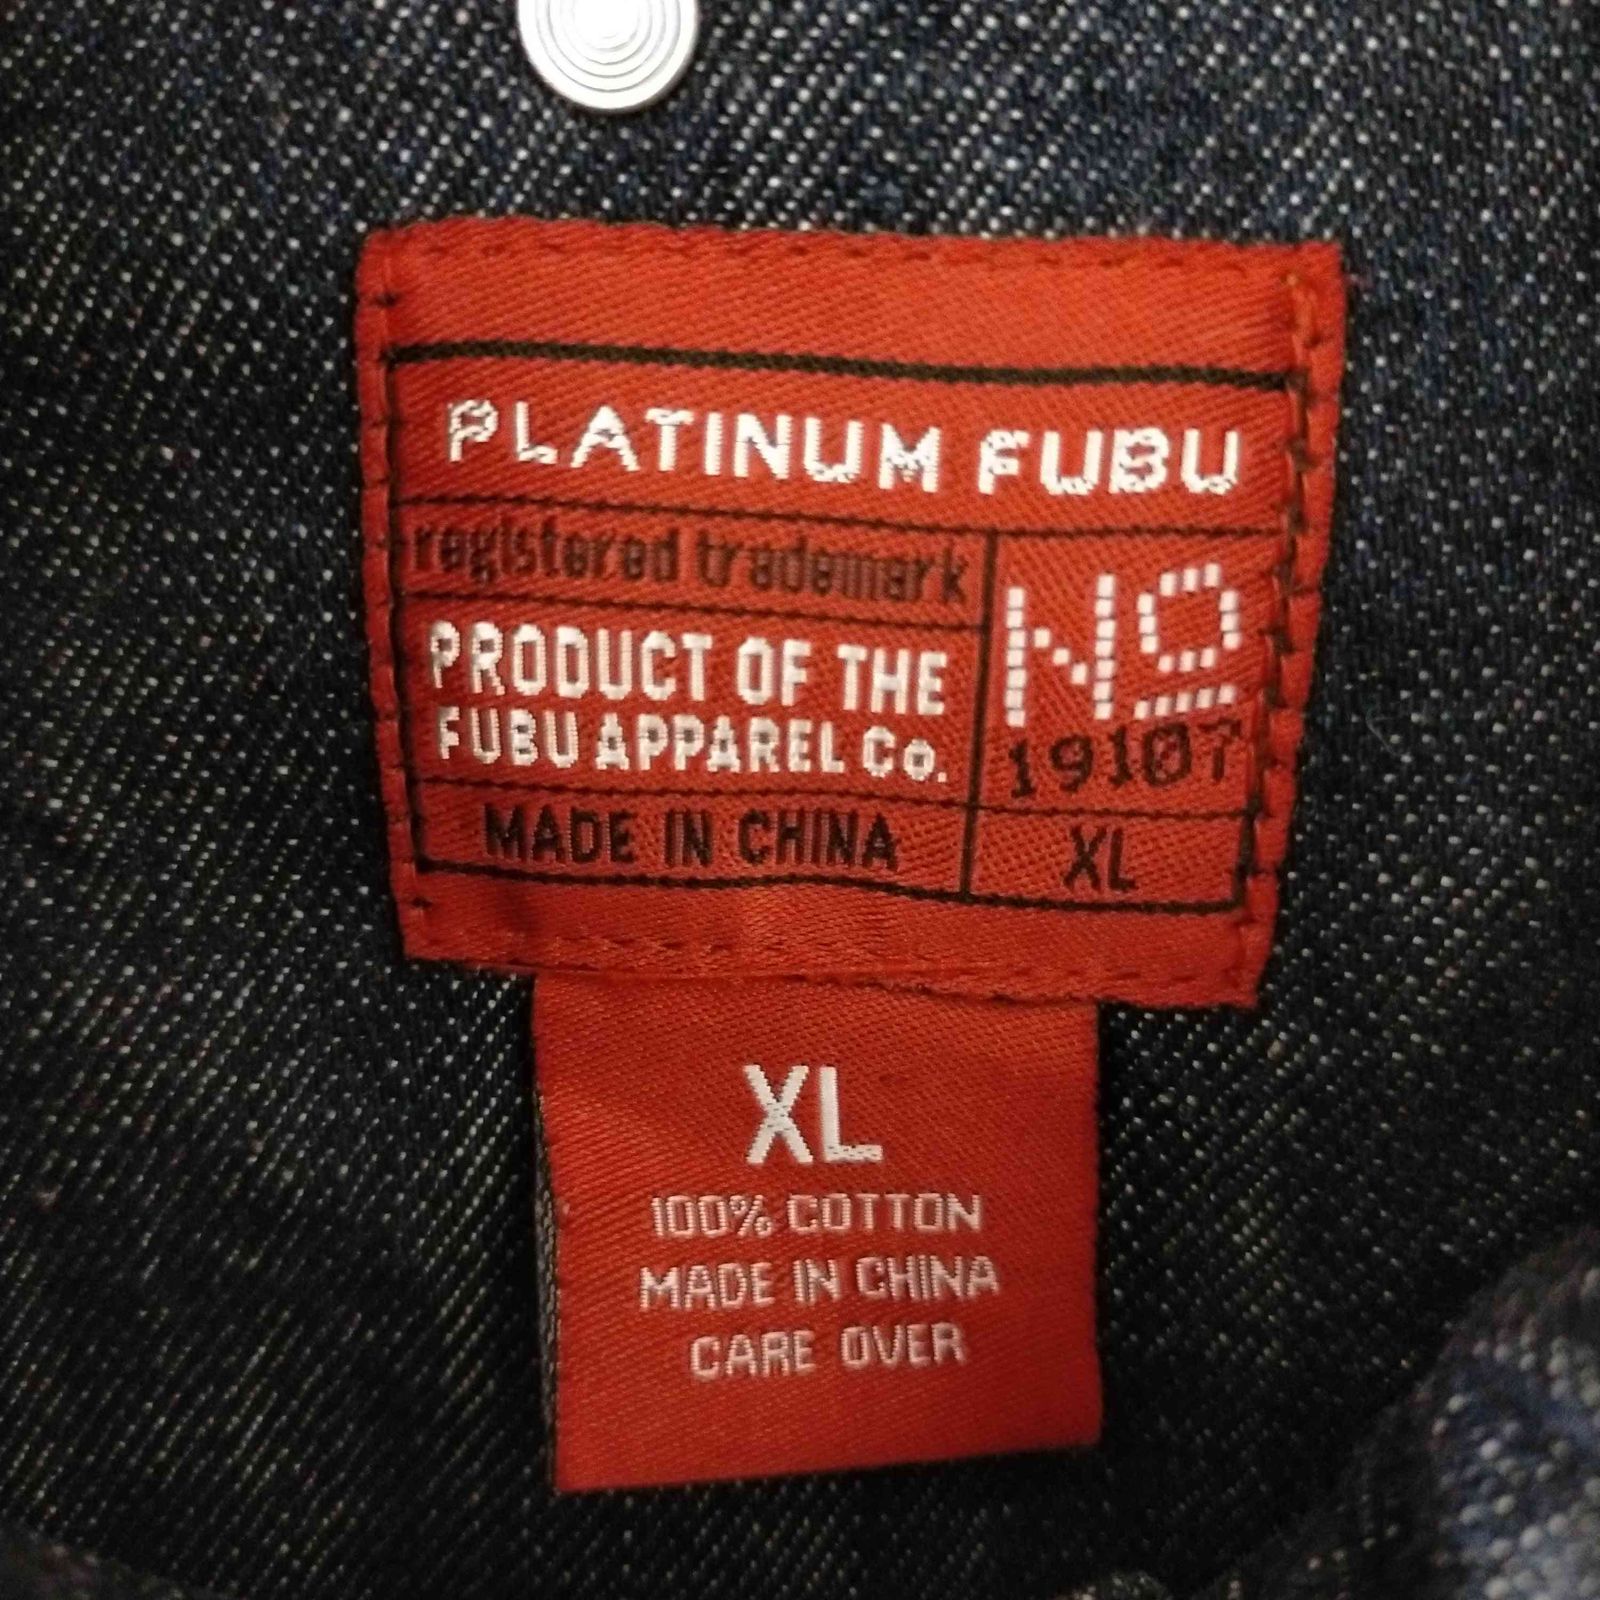 PLATINUM FUBU
registered trademark
NO
PRODUCT OF THE
FUBU APPAREL Co.
19107
MADE IN CHINA
XL
XL
100% COTTON
MADE IN CHINA
CARE OVER